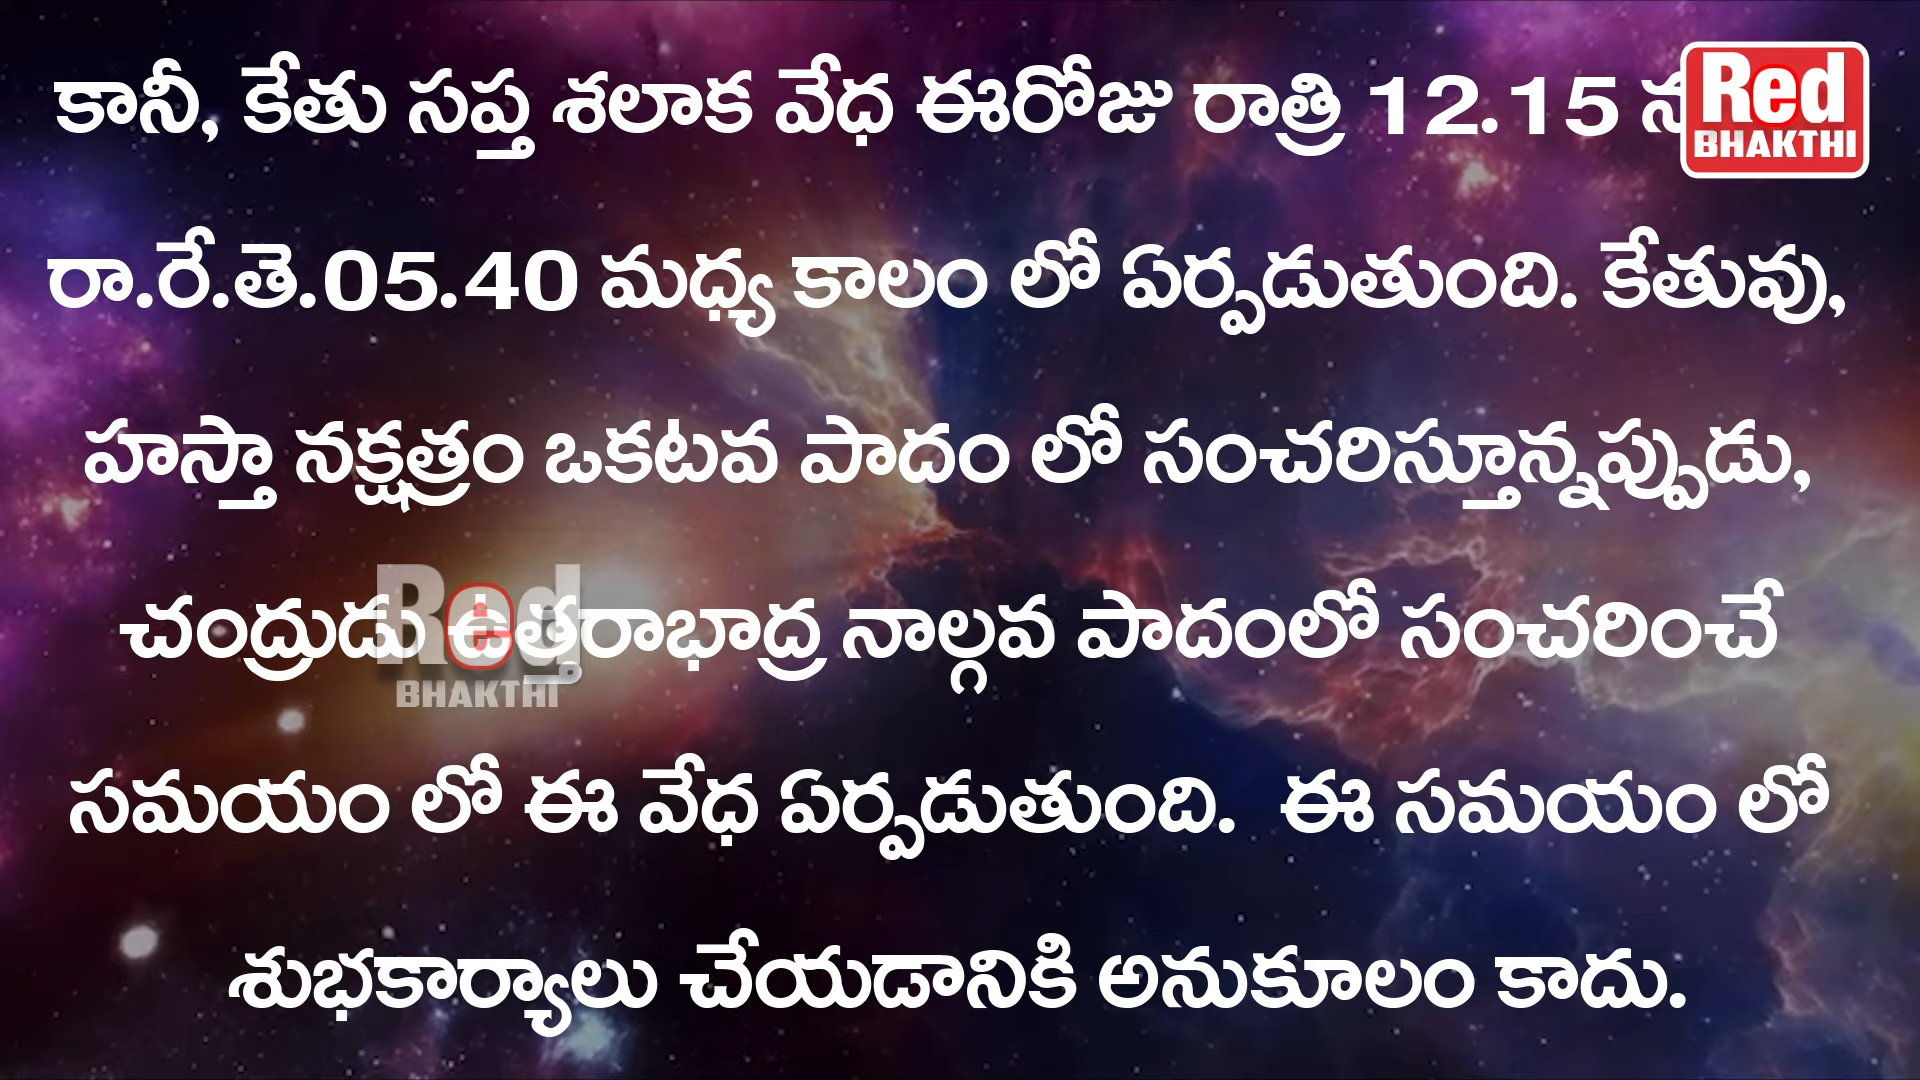 కానీ, కేతు సప్త శలాక వేధ ఈరోజు రాత్రి 12.15
Red
BHAKTHI
రా.రే.తె.05.40 మధ్య కాలం లో ఏర్పడుతుంది. కేతువు,
హస్తా నక్షత్రం ఒకటవ పాదం లో సంచరిస్తూన్నప్పుడు,
చంద్రుడు ఉత్తరాభాద్ర నాల్గవ పాదంలో సంచరించే
Red
BHAKTHI
సమయం లో ఈ వేధ ఏర్పడుతుంది. ఈ సమయం లో
శుభకార్యాలు చేయడానికి అనుకూలం కాదు.